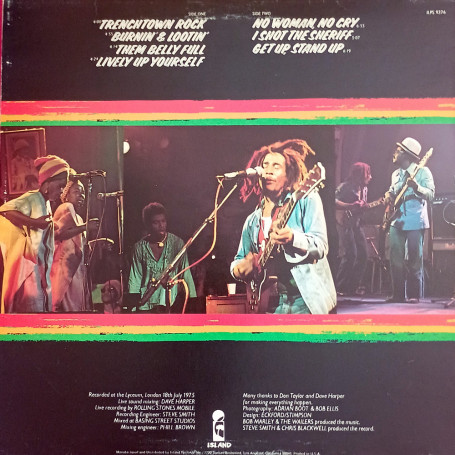 SIDE ONE
TRENCHTOWN ROCK
BURNIN' & LOOTIN'
THEM BELLY FULL
LIVELY UP YOURSELF
SIDE TWO
NO WOMAN, NO CRY 
I SHOT THE SHERIFF
GET UP, STAND UP
ILPS 9376
Recorded at the Lyceum, London 18th July 1975
Live sound mixing: DAVE HARPER
Live recording by ROLLING STONES MOBILE
Recording Engineer: STEVE SMITH
Mixed at BASING STREET STUDIOS
Mixing engineer: PHILL BROWN
Many thanks to Don Taylor and Dave Harper
for making everything happen.
Photography: ADRIAN BOOT & BOB ELLIS
Design: ECKFORD/STIMPSON
BOB MARLEY & THE WAILERS produced the music.
STEVE SMITH & CHRIS BLACKWELL produced the record.
ISLAND